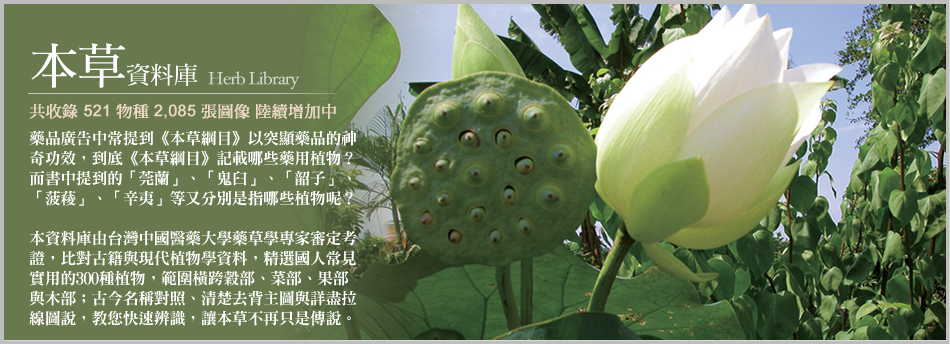 本草資料庫 Herb Library
共收錄 521 物種 2,085 張圖像 陸續增加中
藥品廣告中常提到《本草綱目》以突顯藥品的神
奇功效，到底《本草綱目》記載哪些藥用植物？
而書中提到的「莞蘭」、「鬼臼」、「韶子」、
「菠薐」、「辛夷」等又分別是指哪些植物呢？
本資料庫由台灣中國醫藥大學藥草學專家審定考
證，比對古籍與現代植物學資料，精選國人常見
實用的300種植物，範圍橫跨穀部、菜部、果部
與木部；古今名稱對照、清楚去背主圖與詳盡拉
線圖說，教您快速辨識，讓本草不再只是傳說。